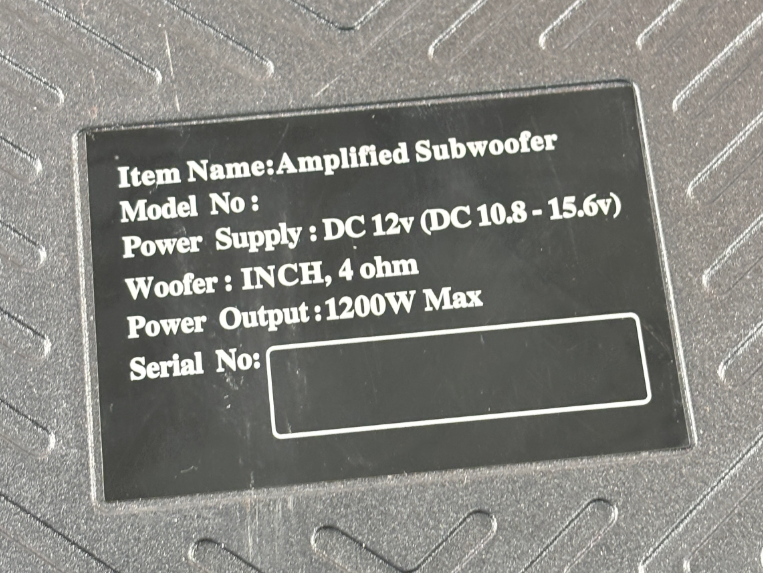 Item Name:Amplified Subwoofer
Model No :
Power Supply : DC 12v (DC 10.8 - 15.6v)
Woofer : INCH, 4 ohm
Power Output :1200W Max
Serial No: